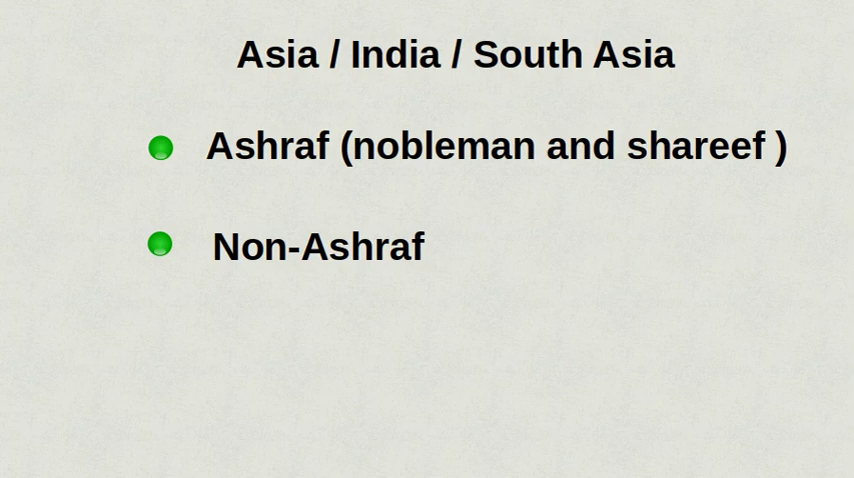 Asia / India / South Asia
Ashraf (nobleman and shareef )
Non-Ashraf